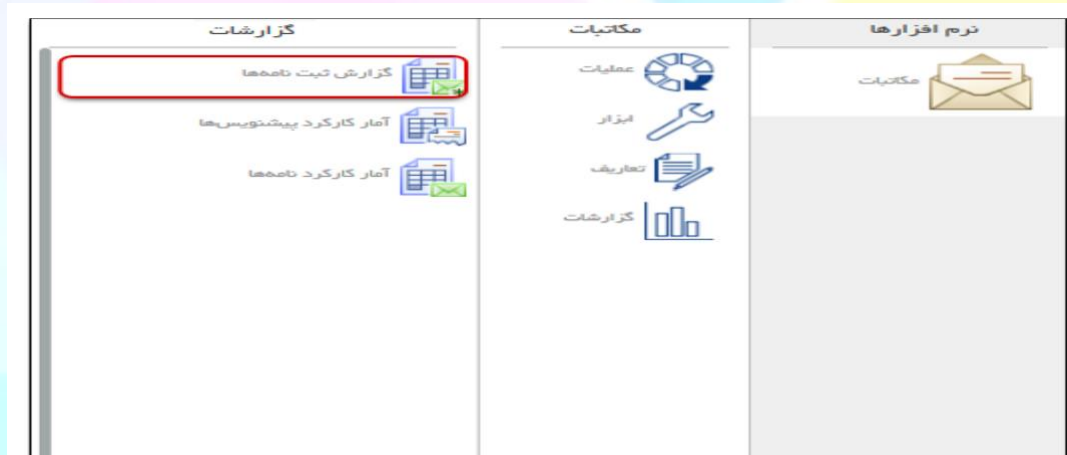 نرم افزارها
مکاتبات
مکاتبات
عملیات
ابزار
تعاریف
گزارشات
گزارشات
گزارش ثبت نامه‌ها
آمار کارکرد پیشنویس‌ها
آمار کارکرد نامه‌ها